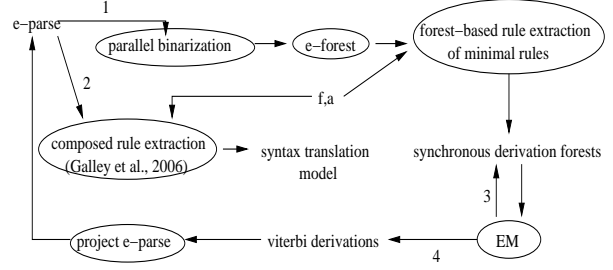 1
e-parse
parallel binarization
e-forest
forest-based rule extraction
of minimal rules
2
f,a
composed rule extraction
(Galley et al., 2006)
syntax translation
model
synchronous derivation forests
3
project e-parse
viterbi derivations
4
EM